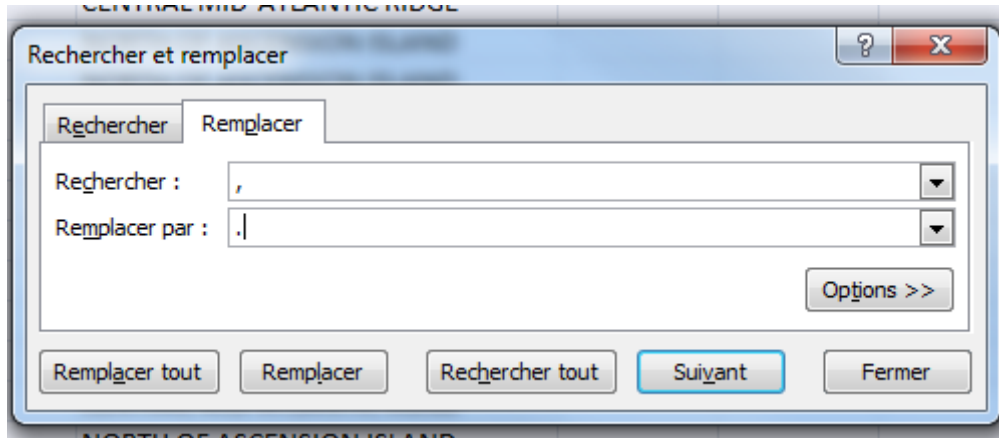 CENTRAL MID-ATLANTIC RIDGE
Rechercher et remplacer
Rechercher Remplacer
Rechercher : ,
Remplacer par : .
Options >>
Remplacer tout Remplacer Rechercher tout Suivant Fermer
NORTH OF ASCENSION ISLAND